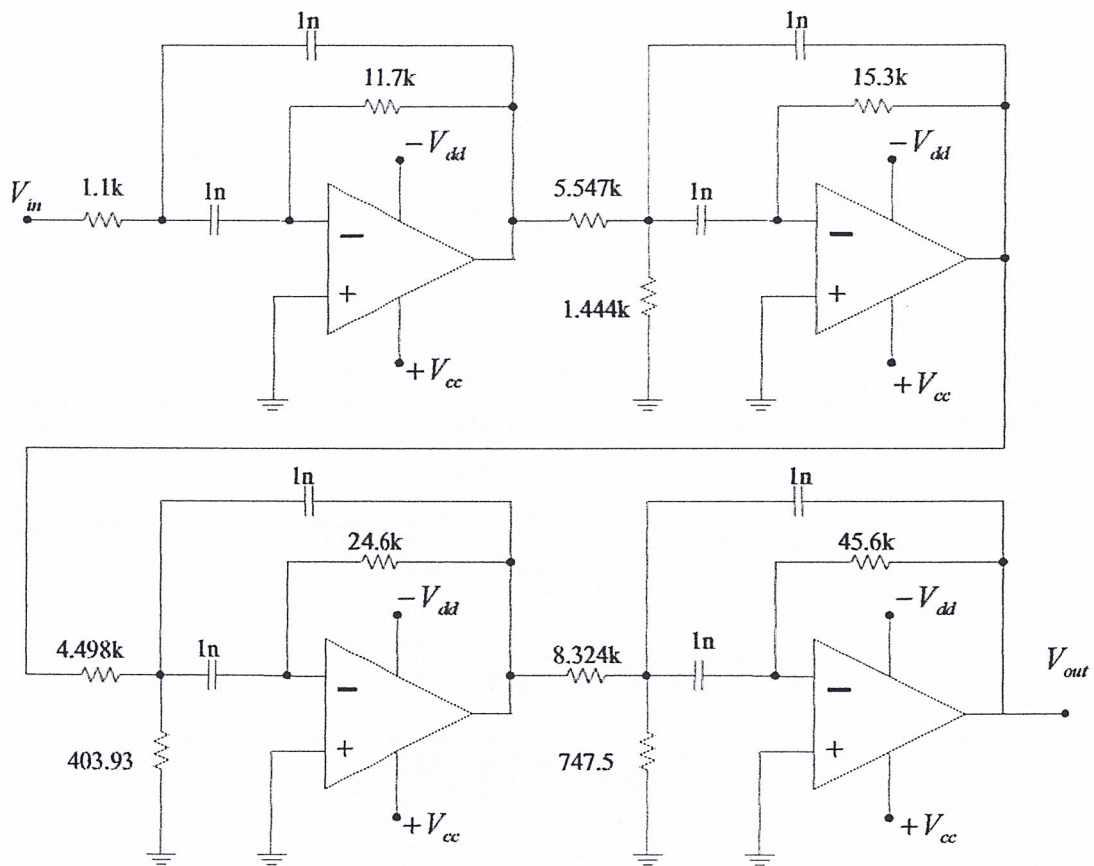 1n
1n
11.7k
15.3k
−V_dd
−V_dd
V_in
1.1k
1n
5.547k
1n
−
+
−
+
1.444k
+V_cc
+V_cc
1n
1n
24.6k
45.6k
−V_dd
−V_dd
4.498k
1n
8.324k
1n
V_out
−
+
−
+
403.93
747.5
+V_cc
+V_cc